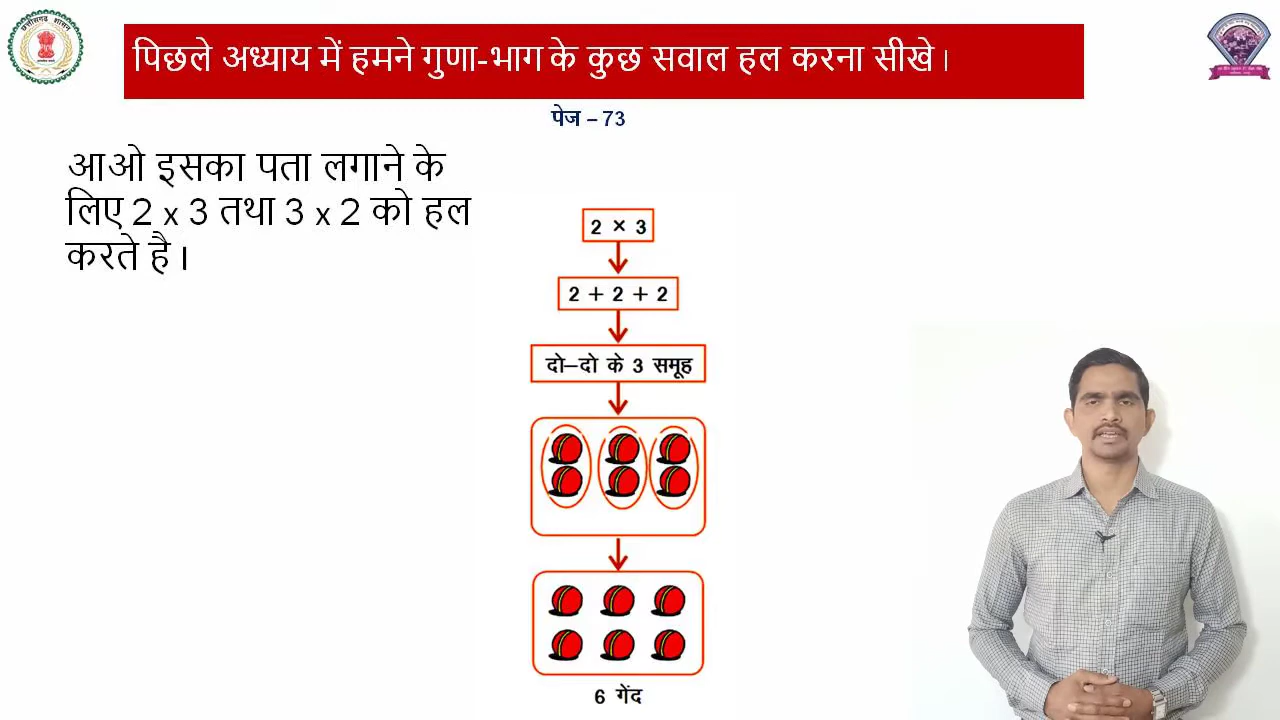 पिछले अध्याय में हमने गुणा-भाग के कुछ सवाल हल करना सीखे।
पेज – 73
आओ इसका पता लगाने के
लिए 2 x 3 तथा 3 x 2 को हल
करते है।
2 × 3
2 + 2 + 2
दो–दो के 3 समूह
6 गेंद